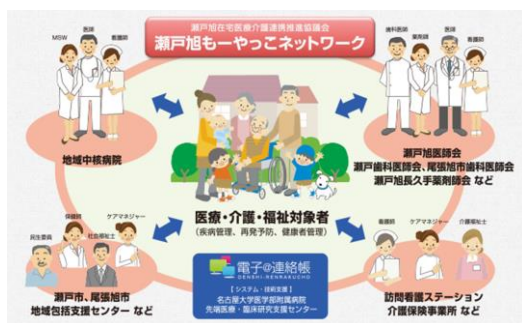 瀬戸旭在宅医療介護連携推進協議会
瀬戸旭もーやっこネットワーク
MSW
医師
看護師
地域中核病院
歯科医師
薬剤師
医師
看護師
瀬戸旭医師会
瀬戸歯科医師会、尾張旭市歯科医師会
瀬戸旭長久手薬剤師会 など
医療・介護・福祉対象者
(疾病管理、再発予防、健康者管理)
民生委員
保健師
社会福祉士
ケアマネジャー
瀬戸市、尾張旭市
地域包括支援センター など
電子@連絡帳
DENSHI-RENRAKUCHO
【 システム・技術支援 】
名古屋大学医学部附属病院
先端医療・臨床研究支援センター
看護師
ケアマネジャー
介護福祉士
訪問看護ステーション
介護保険事業所 など